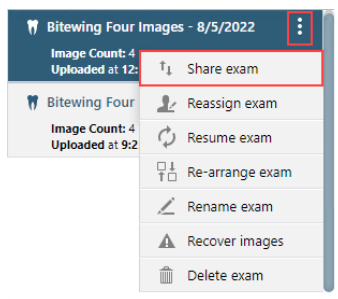 Bitewing Four Images - 8/5/2022
Image Count: 4
Uploaded at 12:
Share exam
Bitewing Four
Reassign exam
Image Count: 4
Uploaded at 9:2
Resume exam
Re-arrange exam
Rename exam
Recover images
Delete exam